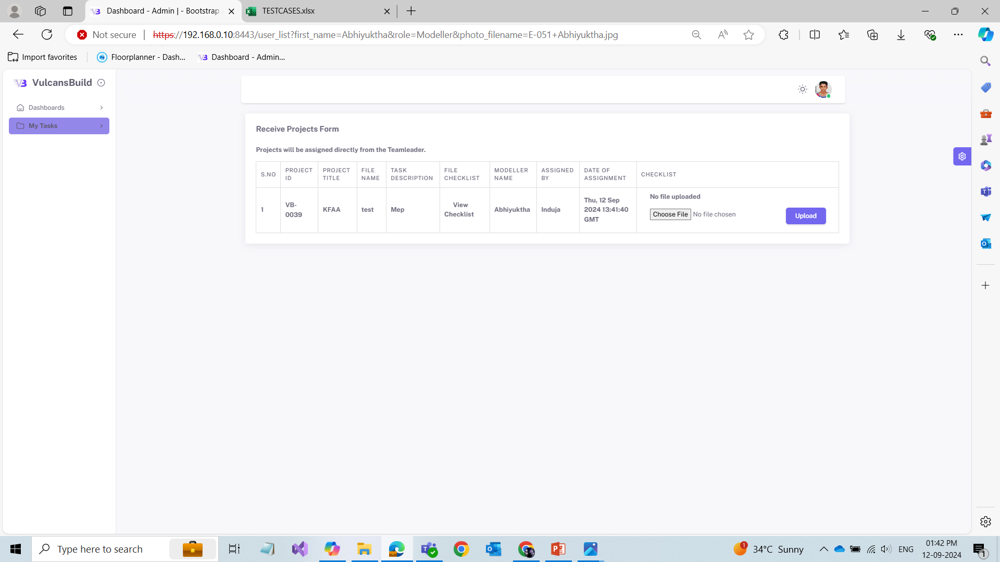 Dashboard - Admin | - Bootstrap
TESTCASES.xlsx
Not secure
https://192.168.0.10:8443/user_list?first_name=Abhiyuktha&role=Modeller&photo_filename=E-051+Abhiyuktha.jpg
Import favorites
Floorplanner - Dash...
Dashboard - Admin...
VulcansBuild
Dashboards
My Tasks
Receive Projects Form
Projects will be assigned directly from the Teamleader.
S.NO
PROJECT
ID
PROJECT
TITLE
FILE
NAME
TASK
DESCRIPTION
FILE
CHECKLIST
MODELLER
NAME
ASSIGNED
BY
DATE OF
ASSIGNMENT
CHECKLIST
1
VB-
0039
KFAA
test
Mep
View
Checklist
Abhiyuktha
Induja
Thu, 12 Sep
2024 13:41:40
GMT
No file uploaded
Choose File No file chosen
Upload
Type here to search
1
34°C Sunny
ENG
01:42 PM
12-09-2024
1